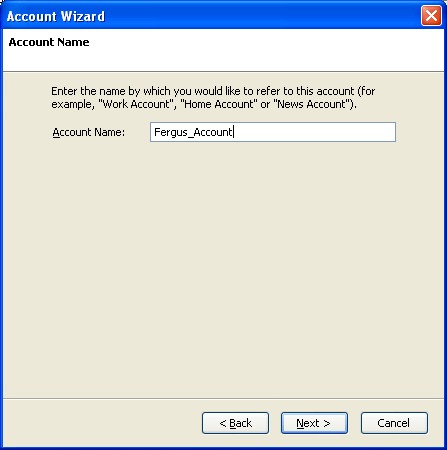 Account Wizard
Account Name
Enter the name by which you would like to refer to this account (for
example, "Work Account", "Home Account" or "News Account").
Account Name: Fergus_Account
< Back Next > Cancel